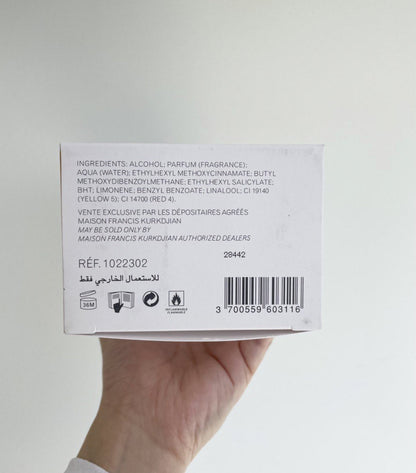 INGREDIENTS: ALCOHOL; PARFUM (FRAGRANCE);
AQUA (WATER); ETHYLHEXYL METHOXYCINNAMATE; BUTYL
METHOXYDIBENZOYLMETHANE; ETHYLHEXYL SALICYLATE;
BHT; LIMONENE; BENZYL BENZOATE; LINALOOL; CI 19140
(YELLOW 5); CI 14700 (RED 4).
VENTE EXCLUSIVE PAR LES DÉPOSITAIRES AGRÉÉS
MAISON FRANCIS KURKDJIAN
MAY BE SOLD ONLY BY
MAISON FRANCIS KURKDJIAN AUTHORIZED DEALERS
28442
RÉF. 1022302
للاستعمال الخارجي فقط
36M
INFLAMMABLE
FLAMMABLE
3 700559 603116